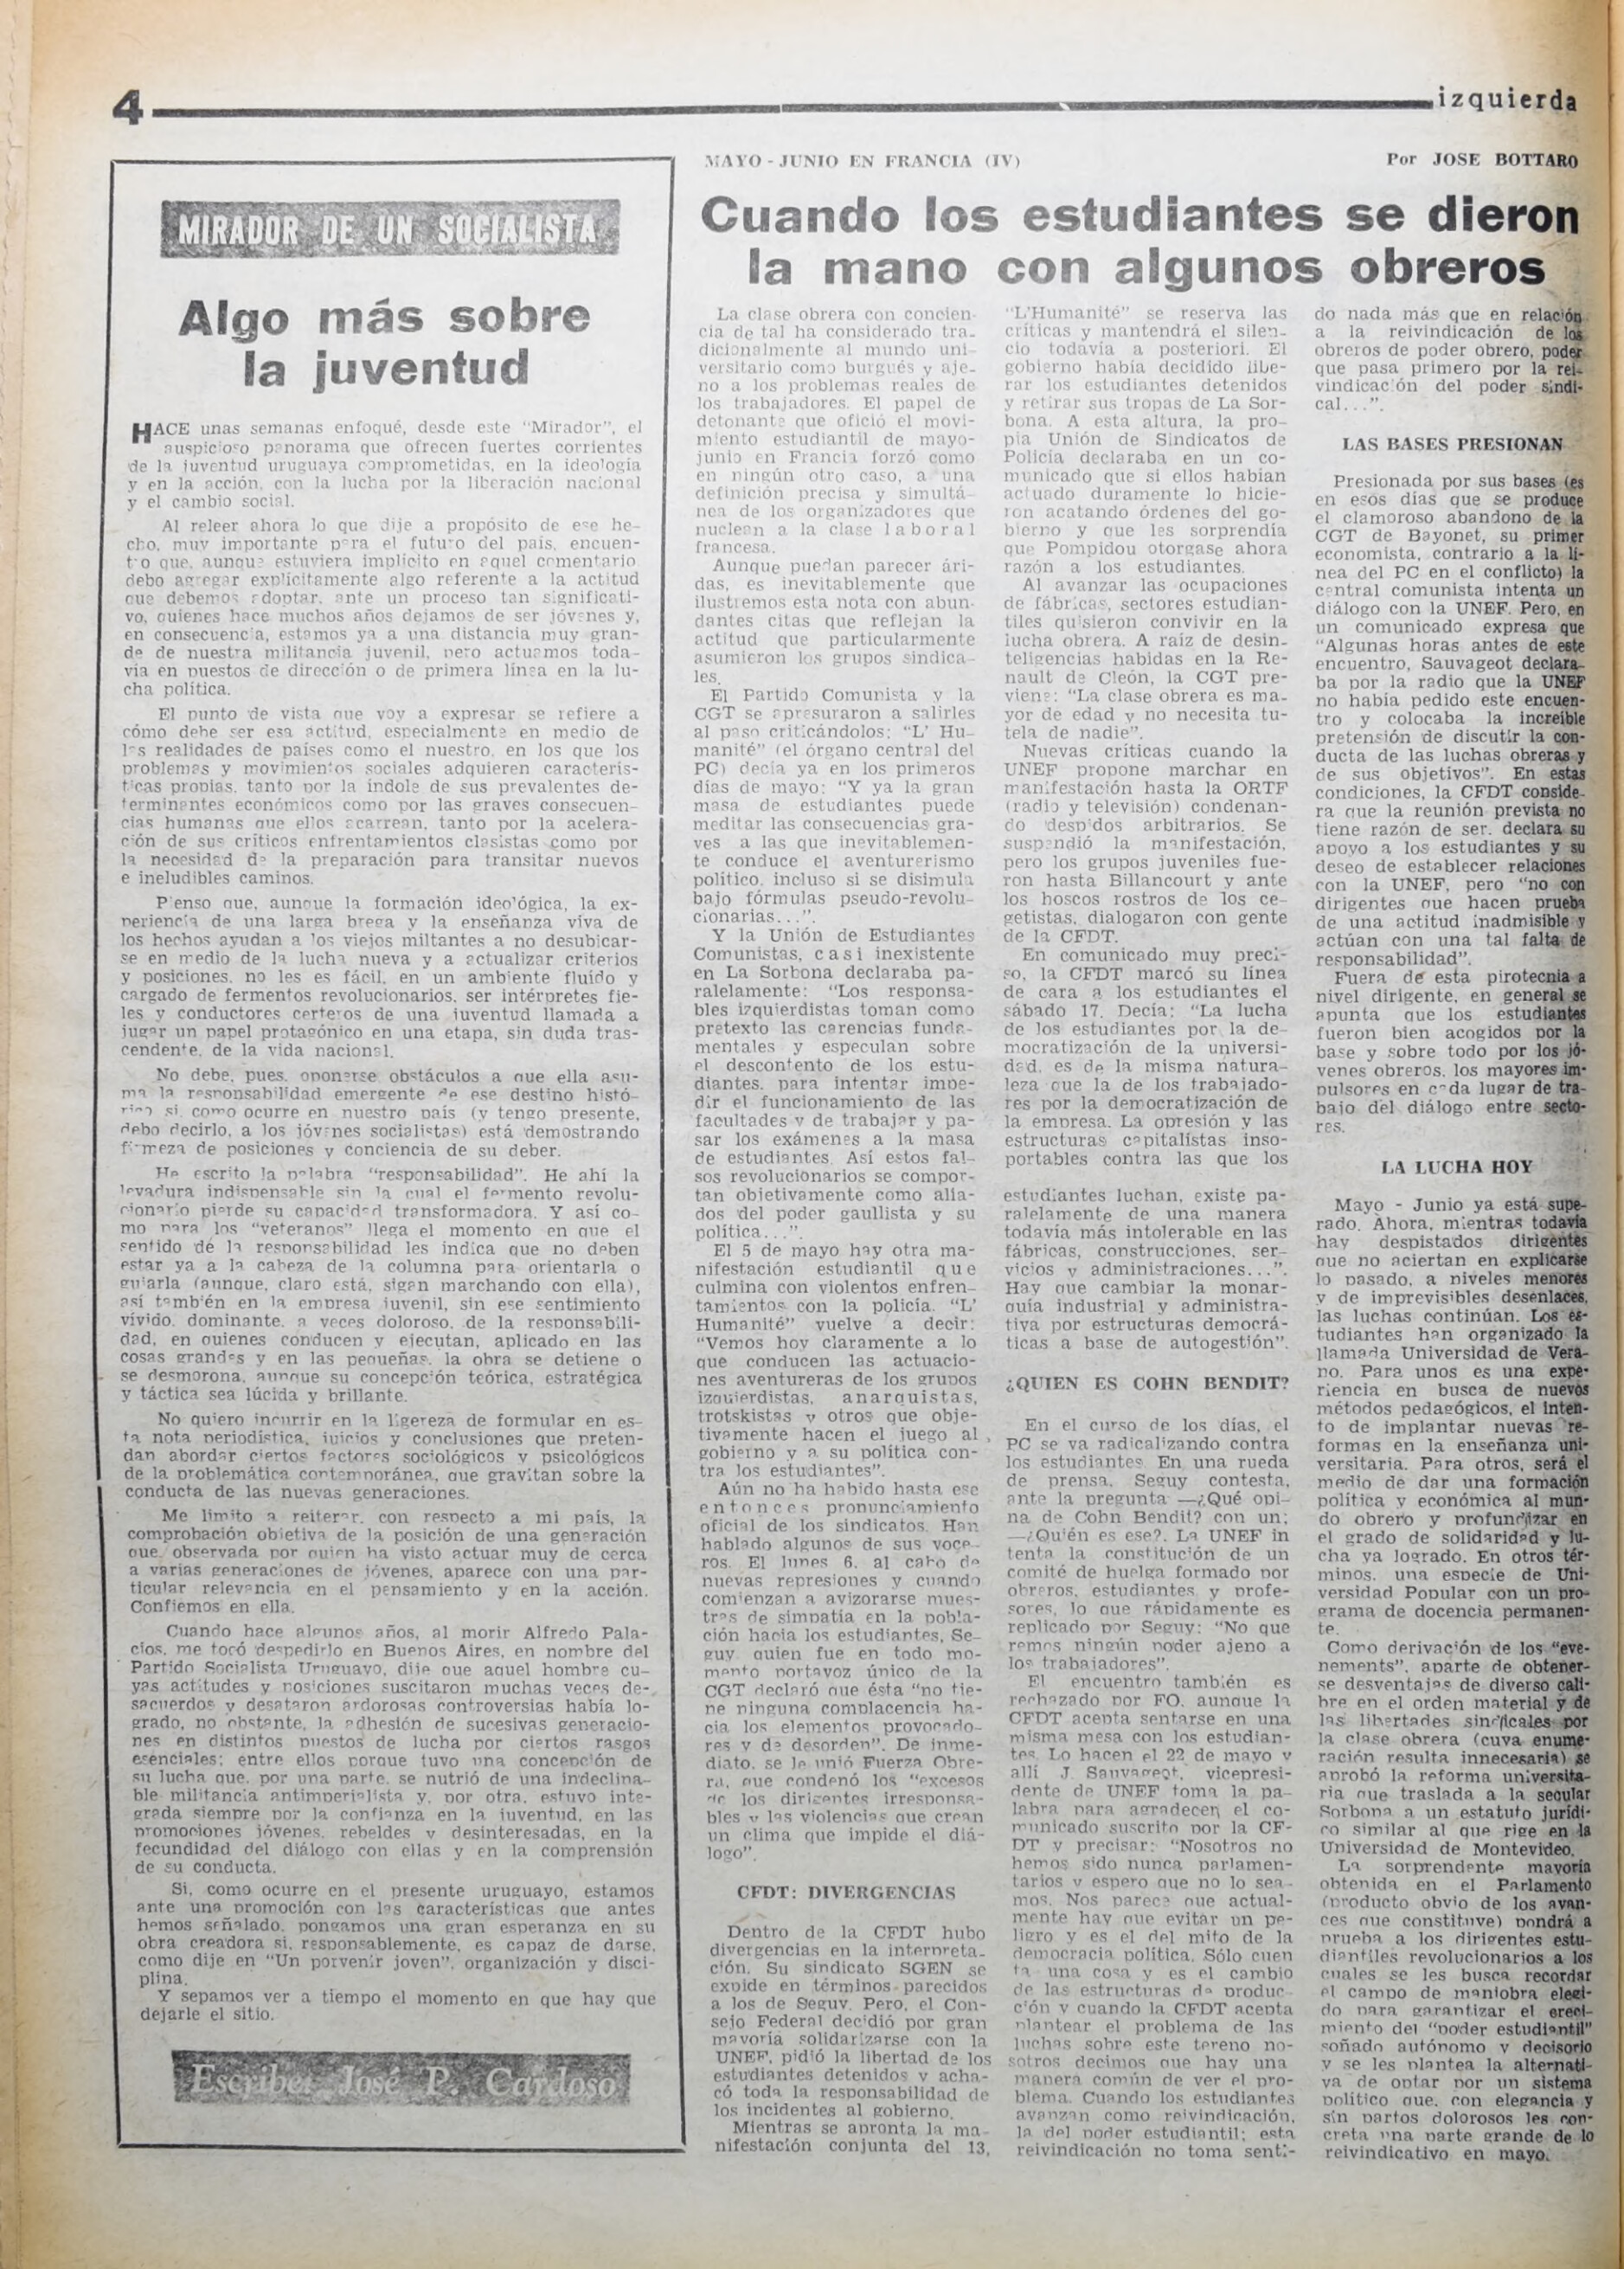 4
izquierda
MIRADOR DE UN SOCIALISTA
Algo más sobre
la juventud
HACE unas semanas enfoqué, desde este "Mirador", el
auspicioso panorama que ofrecen fuertes corrientes
de la juventud uruguaya comprometidas, en la ideología
y en la acción, con la lucha por la liberación nacional
y el cambio social.
Al releer ahora lo que dije a propósito de ese he-
cho, muy importante para el futuro del país, encuen-
tro que, aunque estuviera implícito en aquel comentario
debo agregar explícitamente algo referente a la actitud
que debemos adoptar, ante un proceso tan significati-
vo, quienes hace muchos años dejamos de ser jóvenes y,
en consecuencia, estamos ya a una distancia muy gran-
de de nuestra militancia juvenil, pero actuamos toda-
vía en puestos de dirección o de primera línea en la lu-
cha política.
El punto de vista que voy a expresar se refiere a
cómo debe ser esa actitud, especialmente en medio de
las realidades de países como el nuestro, en los que los
problemas y movimientos sociales adquieren caracterís-
ticas propias, tanto por la índole de sus prevalentes de-
terminantes económicos como por las graves consecuen-
cias humanas que ellos acarrean, tanto por la acelera-
ción de sus críticos enfrentamientos clasistas como por
la necesidad de la preparación para transitar nuevos
e ineludibles caminos.
Pienso que, aunque la formación ideológica, la ex-
periencia de una larga brega y la enseñanza viva de
los hechos ayudan a los viejos miltantes a no desubicar-
se en medio de la lucha nueva y a actualizar criterios
y posiciones, no les es fácil, en un ambiente fluído y
cargado de fermentos revolucionarios, ser intérpretes fie-
les y conductores certeros de una juventud llamada a
jugar un papel protagónico en una etapa, sin duda tras-
cendente, de la vida nacional.
No debe, pues, oponerse obstáculos a que ella asu-
ma la responsabilidad emergente de ese destino histó-
rico si, como ocurre en nuestro país (y tengo presente,
debo decirlo, a los jóvenes socialistas) está demostrando
firmeza de posiciones y conciencia de su deber.
He escrito la palabra "responsabilidad". He ahí la
levadura indispensable sin la cual el fermento revolu-
cionario pierde su capacidad transformadora. Y así co-
mo para los "veteranos" llega el momento en que el
sentido de la responsabilidad les indica que no deben
estar ya a la cabeza de la columna para orientarla o
guiarla (aunque, claro está, sigan marchando con ella),
así también en la empresa juvenil, sin ese sentimiento
vivido, dominante, a veces doloroso, de la responsabili-
dad, en quienes conducen y ejecutan, aplicado en las
cosas grandes y en las pequeñas, la obra se detiene o
se desmorona, aunque su concepción teórica, estratégica
y táctica sea lúcida y brillante.
No quiero incurrir en la ligereza de formular en es-
ta nota periodística, juicios y conclusiones que preten-
dan abordar ciertos factores sociológicos y psicológicos
de la problemática contemporánea, que gravitan sobre la
conducta de las nuevas generaciones.
Me limito a reiterar, con respecto a mi país, la
comprobación objetiva de la posición de una generación
que, observada por quien ha visto actuar muy de cerca
a varias generaciones de jóvenes, aparece con una par-
ticular relevancia en el pensamiento y en la acción.
Confiemos en ella.
Cuando hace algunos años, al morir Alfredo Pala-
cios, me tocó despedirlo en Buenos Aires, en nombre del
Partido Socialista Uruguayo, dije que aquel hombre cu-
yas actitudes y posiciones suscitaron muchas veces de-
sacuerdos y desataron ardorosas controversias había lo-
grado, no obstante, la adhesión de sucesivas generacio-
nes en distintos puestos de lucha por ciertos rasgos
esenciales; entre ellos porque tuvo una concepción de
su lucha que, por una parte, se nutrió de una indeclina-
ble militancia antimperialista y, por otra, estuvo inte-
grada siempre por la confianza en la juventud, en las
promociones jóvenes, rebeldes y desinteresadas, en la
fecundidad del diálogo con ellas y en la comprensión
de su conducta.
Si, como ocurre en el presente uruguayo, estamos
ante una promoción con las características que antes
hemos señalado, pongamos una gran esperanza en su
obra creadora si, responsablemente, es capaz de darse,
como dije en "Un porvenir joven", organización y disci-
plina.
Y sepamos ver a tiempo el momento en que hay que
dejarle el sitio.
Escribe: José P. Cardoso
MAYO - JUNIO EN FRANCIA (IV)
Por JOSE BOTTARO
Cuando los estudiantes se dieron
la mano con algunos obreros
La clase obrera con concien-
cia de tal ha considerado tra-
dicionalmente al mundo uni-
versitario como burgués y aje-
no a los problemas reales de
los trabajadores. El papel de
detonante que ofició el movi-
miento estudiantil de mayo-
junio en Francia forzó como
en ningún otro caso, a una
definición precisa y simultá-
nea de los organizadores que
nuclean a la clase laboral
francesa.
Aunque puedan parecer ári-
das, es inevitablemente que
ilustremos esta nota con abun-
dantes citas que reflejan la
actitud que particularmente
asumieron los grupos sindica-
les.
El Partido Comunista y la
CGT se apresuraron a salirles
al paso criticándolos: "L' Hu-
manité" (el órgano central del
PC) decía ya en los primeros
días de mayo: "Y ya la gran
masa de estudiantes puede
meditar las consecuencias gra-
ves a las que inevitablemen-
te conduce el aventurerismo
político, incluso si se disimula
bajo fórmulas pseudo-revolu-
cionarias...".
Y la Unión de Estudiantes
Comunistas, casi inexistente
en La Sorbona declaraba pa-
ralelamente: "Los responsa-
bles izquierdistas toman como
pretexto las carencias funda-
mentales y especulan sobre
el descontento de los estu-
diantes, para intentar impe-
dir el funcionamiento de las
facultades y de trabajar y pa-
sar los exámenes a la masa
de estudiantes. Así estos fal-
sos revolucionarios se compor-
tan objetivamente como alia-
dos del poder gaullista y su
política..."
El 5 de mayo hay otra ma-
nifestación estudiantil que
culmina con violentos enfren-
tamientos con la policía. "L'
Humanité" vuelve a decir:
"Vemos hoy claramente a lo
que conducen las actuacio-
nes aventureras de los grupos
izquierdistas, anarquistas,
trotskistas y otros que obje-
tivamente hacen el juego al
gobierno y a su política con-
tra los estudiantes".
Aún no ha habido hasta ese
entonces pronunciamiento
oficial de los sindicatos. Han
hablado algunos de sus voce-
ros. El lunes 6, al cabo de
nuevas represiones y cuando
comienzan a avizorarse mues-
tras de simpatía en la pobla-
ción hacia los estudiantes, Se-
guy quien fue en todo mo-
mento portavoz único de la
CGT declaró que ésta "no tie-
ne ninguna complacencia ha-
cia los elementos provocado-
res y de desorden". De inme-
diato, se le unió Fuerza Obre-
ra, que condenó los "excesos
de los dirigentes irresponsa-
bles y las violencias que crean
un clima que impide el diá-
logo".
CFDT: DIVERGENCIAS
Dentro de la CFDT hubo
divergencias en la interpreta-
ción. Su sindicato SGEN se
expide en términos parecidos
a los de Seguy. Pero, el Con-
sejo Federal decidió por gran
mayoría solidarizarse con la
UNEF, pidió la libertad de los
estudiantes detenidos y acha-
có toda la responsabilidad de
los incidentes al gobierno.
Mientras se apronta la ma-
nifestación conjunta del 13,
"L'Humanité" se reserva las
críticas y mantendrá el silen-
cio todavía a posteriori. El
gobierno había decidido libe-
rar los estudiantes detenidos
y retirar sus tropas de La Sor-
bona. A esta altura, la pro-
pia Unión de Sindicatos de
Policía declaraba en un co-
municado que si ellos habían
actuado duramente lo hicie-
ron acatando órdenes del go-
bierno y que les sorprendía
que Pompidou otorgase ahora
razón a los estudiantes.
Al avanzar las ocupaciones
de fábricas, sectores estudian-
tiles quisieron convivir en la
lucha obrera. A raíz de desin-
teligencias habidas en la Re-
nault de Cleón, la CGT pre-
viene: "La clase obrera es ma-
yor de edad y no necesita tu-
tela de nadie".
Nuevas críticas cuando la
UNEF propone marchar en
manifestación hasta la ORTF
(radio y televisión) condenan-
do despidos arbitrarios. Se
suspendió la manifestación,
pero los grupos juveniles fue-
ron hasta Billancourt y ante
los hoscos rostros de los ce-
getistas, dialogaron con gente
de la CFDT.
En comunicado muy preci-
so, la CFDT marcó su línea
de cara a los estudiantes el
sábado 17. Decía: "La lucha
de los estudiantes por la de-
mocratización de la universi-
dad, es de la misma natura-
leza que la de los trabajado-
res por la democratización de
la empresa. La opresión y las
estructuras capitalistas inso-
portables contra las que los
estudiantes luchan, existe pa-
ralelamente de una manera
todavía más intolerable en las
fábricas, construcciones, ser-
vicios y administraciones...".
Hay que cambiar la monar-
quía industrial y administra-
tiva por estructuras democrá-
ticas a base de autogestión".
¿QUIEN ES COHN BENDIT?
En el curso de los días, el
PC se va radicalizando contra
los estudiantes. En una rueda
de prensa, Seguy contesta,
ante la pregunta —¿Qué opi-
na de Cohn Bendit? con un:
—¿Quién es ese?. La UNEF in
tenta la constitución de un
comité de huelga formado por
obreros, estudiantes y profe-
sores, lo que rápidamente es
replicado por Seguy: "No que
remos ningún poder ajeno a
los trabajadores".
El encuentro también es
rechazado por FO, aunque la
CFDT acepta sentarse en una
misma mesa con los estudian-
tes. Lo hacen el 22 de mayo y
allí J. Sauvageot, vicepresi-
dente de UNEF toma la pa-
labra para agradecer el co-
municado suscrito por la CF-
DT y precisar: "Nosotros no
hemos sido nunca parlamen-
tarios y espero que no lo sea-
mos. Nos parece que actual-
mente hay que evitar un pe-
ligro y es el del mito de la
democracia política. Sólo cuen
ta una cosa y es el cambio
de las estructuras de produc-
ción y cuando la CFDT acepta
plantear el problema de las
luchas sobre este tereno no-
sotros decimos que hay una
manera común de ver el pro-
blema. Cuando los estudiantes
avanzan como reivindicación,
la del poder estudiantil; esta
reivindicación no toma senti-
do nada más que en relación
a la reivindicación de los
obreros de poder obrero, poder
que pasa primero por la rei-
vindicación del poder sindi-
cal...".
LAS BASES PRESIONAN
Presionada por sus bases (es
en esos días que se produce
el clamoroso abandono de la
CGT de Bayonet, su primer
economista, contrario a la lí-
nea del PC en el conflicto) la
central comunista intenta un
diálogo con la UNEF. Pero, en
un comunicado expresa que
"Algunas horas antes de este
encuentro, Sauvageot declara-
ba por la radio que la UNEF
no había pedido este encuen-
tro y colocaba la increíble
pretensión de discutir la con-
ducta de las luchas obreras y
de sus objetivos". En estas
condiciones, la CFDT conside-
ra que la reunión prevista no
tiene razón de ser, declara su
apoyo a los estudiantes y su
deseo de establecer relaciones
con la UNEF, pero "no con
dirigentes que hacen prueba
de una actitud inadmisible y
actúan con una tal falta de
responsabilidad".
Fuera de esta pirotecnia a
nivel dirigente, en general se
apunta que los estudiantes
fueron bien acogidos por la
base y sobre todo por los jó-
venes obreros, los mayores im-
pulsores en cada lugar de tra-
bajo del diálogo entre secto-
res.
LA LUCHA HOY
Mayo - Junio ya está supe-
rado. Ahora, mientras todavía
hay despistados dirigentes
que no aciertan en explicarse
lo pasado, a niveles menores
y de imprevisibles desenlaces,
las luchas continúan. Los es-
tudiantes han organizado la
llamada Universidad de Vera-
no. Para unos es una expe-
riencia en busca de nuevos
métodos pedagógicos, el inten-
to de implantar nuevas re-
formas en la enseñanza uni-
versitaria. Para otros, será el
medio de dar una formación
política y económica al mun-
do obrero y profundizar en
el grado de solidaridad y lu-
cha ya logrado. En otros tér-
minos, una especie de Uni-
versidad Popular con un pro-
grama de docencia permanen-
te.
Como derivación de los "eve-
nements", aparte de obtener-
se desventajas de diverso cali-
bre en el orden material y de
las libertades sindicales por
la clase obrera (cuya enume-
ración resulta innecesaria) se
aprobó la reforma universita-
ria que traslada a la secular
Sorbona a un estatuto jurídi-
co similar al que rige en la
Universidad de Montevideo.
La sorprendente mayoría
obtenida en el Parlamento
(producto obvio de los avan-
ces que constituye) pondrá a
prueba a los dirigentes estu-
diantiles revolucionarios a los
cuales se les busca recordar
el campo de maniobra elegi-
do para garantizar el creci-
miento del "poder estudiantil"
soñado autónomo y decisorio
y se les plantea la alternati-
va de optar por un sistema
político que, con elegancia y
sin partos dolorosos les con-
creta una parte grande de lo
reivindicativo en mayo.